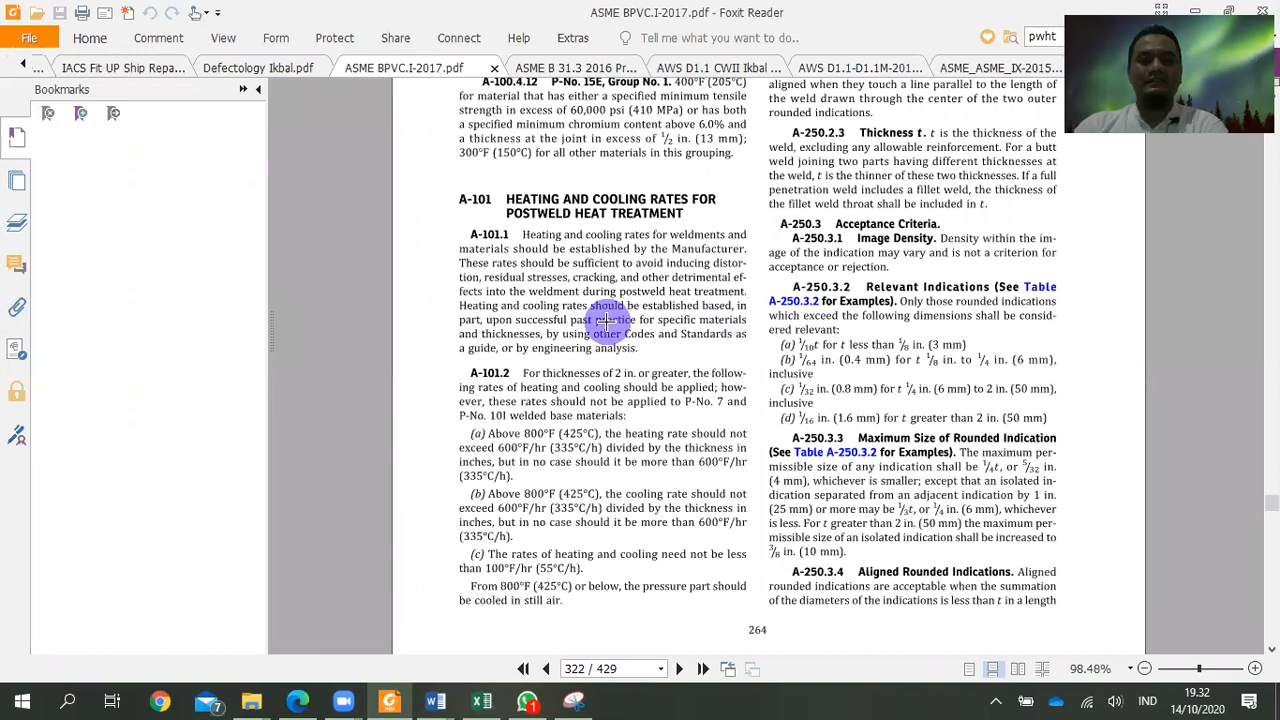 ASME BPVC.I-2017.pdf - Foxit Reader
File
Home
Comment
View
Form
Protect
Share
Connect
Help
Extras
Tell me what you want to do...
pwht
...
IACS Fit UP Ship Repa...
Defectology Ikbal.pdf
ASME BPVC.I-2017.pdf
ASME B 31.3 2016 Pr...
AWS D1.1 CWII Ikbal ...
AWS D1.1-D1.1M-201...
ASME_ASME_IX-2015...
Bookmarks
A-100.4.12 P-No. 15E, Group No. 1. 400°F (205°C)
for material that has either a specified minimum tensile
strength in excess of 60,000 psi (410 MPa) or has both
a specified minimum chromium content above 6.0% and
a thickness at the joint in excess of 1/2 in. (13 mm);
300°F (150°C) for all other materials in this grouping.
A-101 HEATING AND COOLING RATES FOR
POSTWELD HEAT TREATMENT
A-101.1 Heating and cooling rates for weldments and
materials should be established by the Manufacturer.
These rates should be sufficient to avoid inducing distor-
tion, residual stresses, cracking, and other detrimental ef-
fects into the weldment during postweld heat treatment.
Heating and cooling rates should be established based, in
part, upon successful past practice for specific materials
and thicknesses, by using other Codes and Standards as
a guide, or by engineering analysis.
A-101.2 For thicknesses of 2 in. or greater, the follow-
ing rates of heating and cooling should be applied; how-
ever, these rates should not be applied to P-No. 7 and
P-No. 10I welded base materials:
(a) Above 800°F (425°C), the heating rate should not
exceed 600°F/hr (335°C/h) divided by the thickness in
inches, but in no case should it be more than 600°F/hr
(335°C/h).
(b) Above 800°F (425°C), the cooling rate should not
exceed 600°F/hr (335°C/h) divided by the thickness in
inches, but in no case should it be more than 600°F/hr
(335°C/h).
(c) The rates of heating and cooling need not be less
than 100°F/hr (55°C/h).
From 800°F (425°C) or below, the pressure part should
be cooled in still air.
aligned when they touch a line parallel to the length of
the weld drawn through the center of the two outer
rounded indications.
A-250.2.3 Thickness t. t is the thickness of the
weld, excluding any allowable reinforcement. For a butt
weld joining two parts having different thicknesses at
the weld, t is the thinner of these two thicknesses. If a full
penetration weld includes a fillet weld, the thickness of
the fillet weld throat shall be included in t.
A-250.3 Acceptance Criteria.
A-250.3.1 Image Density. Density within the im-
age of the indication may vary and is not a criterion for
acceptance or rejection.
A-250.3.2 Relevant Indications (See Table
A-250.3.2 for Examples). Only those rounded indications
which exceed the following dimensions shall be consid-
ered relevant:
(a) 1/10t for t less than 1/8 in. (3 mm)
(b) 1/64 in. (0.4 mm) for t 1/8 in. to 1/4 in. (6 mm),
inclusive
(c) 1/32 in. (0.8 mm) for t 1/4 in. (6 mm) to 2 in. (50 mm),
inclusive
(d) 1/16 in. (1.6 mm) for t greater than 2 in. (50 mm)
A-250.3.3 Maximum Size of Rounded Indication
(See Table A-250.3.2 for Examples). The maximum per-
missible size of any indication shall be 1/4t, or 5/32 in.
(4 mm), whichever is smaller; except that an isolated in-
dication separated from an adjacent indication by 1 in.
(25 mm) or more may be 1/3t, or 1/4 in. (6 mm), whichever
is less. For t greater than 2 in. (50 mm) the maximum per-
missible size of an isolated indication shall be increased to
3/8 in. (10 mm).
A-250.3.4 Aligned Rounded Indications. Aligned
rounded indications are acceptable when the summation
of the diameters of the indications is less than t in a length
264
322 / 429
98.48%
7
1
IND
19.32
14/10/2020